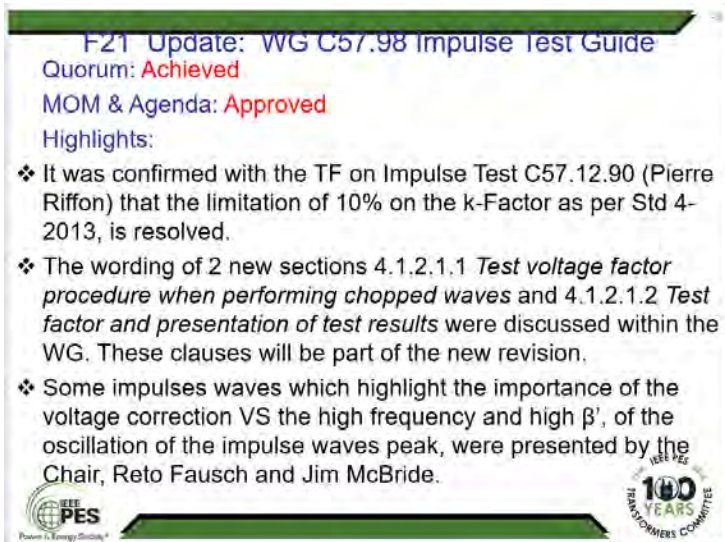 F21 Update: WG C57.98 Impulse Test Guide
Quorum: Achieved
MOM & Agenda: Approved
Highlights:
❖ It was confirmed with the TF on Impulse Test C57.12.90 (Pierre
Riffon) that the limitation of 10% on the k-Factor as per Std 4-
2013, is resolved.
❖ The wording of 2 new sections 4.1.2.1.1 Test voltage factor
procedure when performing chopped waves and 4.1.2.1.2 Test
factor and presentation of test results were discussed within the
WG. These clauses will be part of the new revision.
❖ Some impulses waves which highlight the importance of the
voltage correction VS the high frequency and high β', of the
oscillation of the impulse waves peak, were presented by the
Chair, Reto Fausch and Jim McBride.
IEEE
PES
Power & Energy Society®
IEEE PES
100
YEARS
TRANSFORMERS COMMITTEE